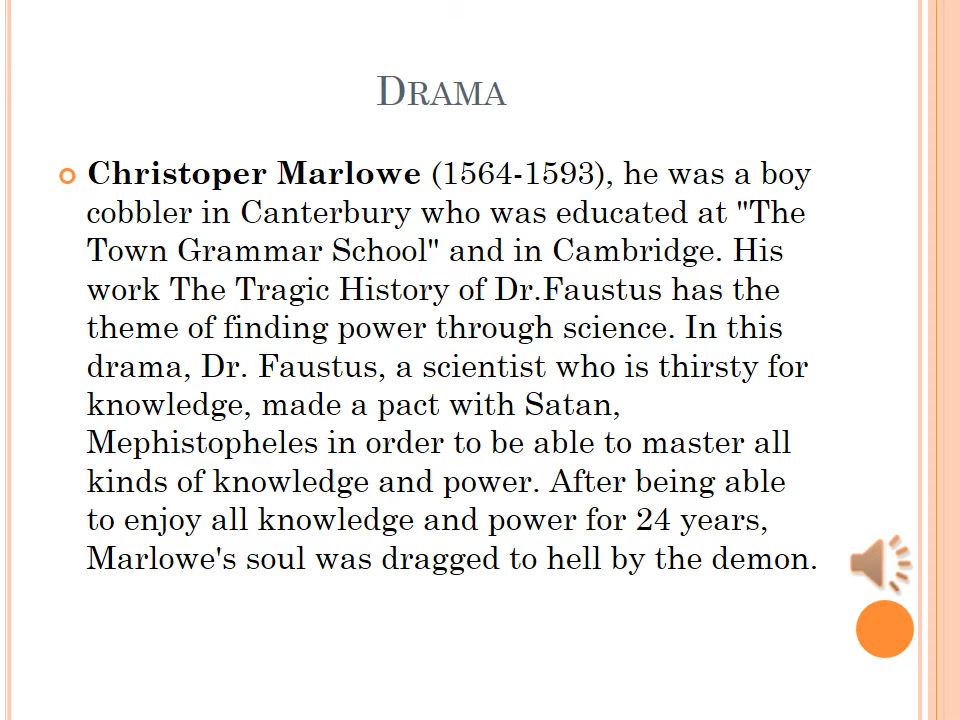 DRAMA
Christoper Marlowe (1564-1593), he was a boy
cobbler in Canterbury who was educated at "The
Town Grammar School" and in Cambridge. His
work The Tragic History of Dr.Faustus has the
theme of finding power through science. In this
drama, Dr. Faustus, a scientist who is thirsty for
knowledge, made a pact with Satan,
Mephistopheles in order to be able to master all
kinds of knowledge and power. After being able
to enjoy all knowledge and power for 24 years,
Marlowe's soul was dragged to hell by the demon.